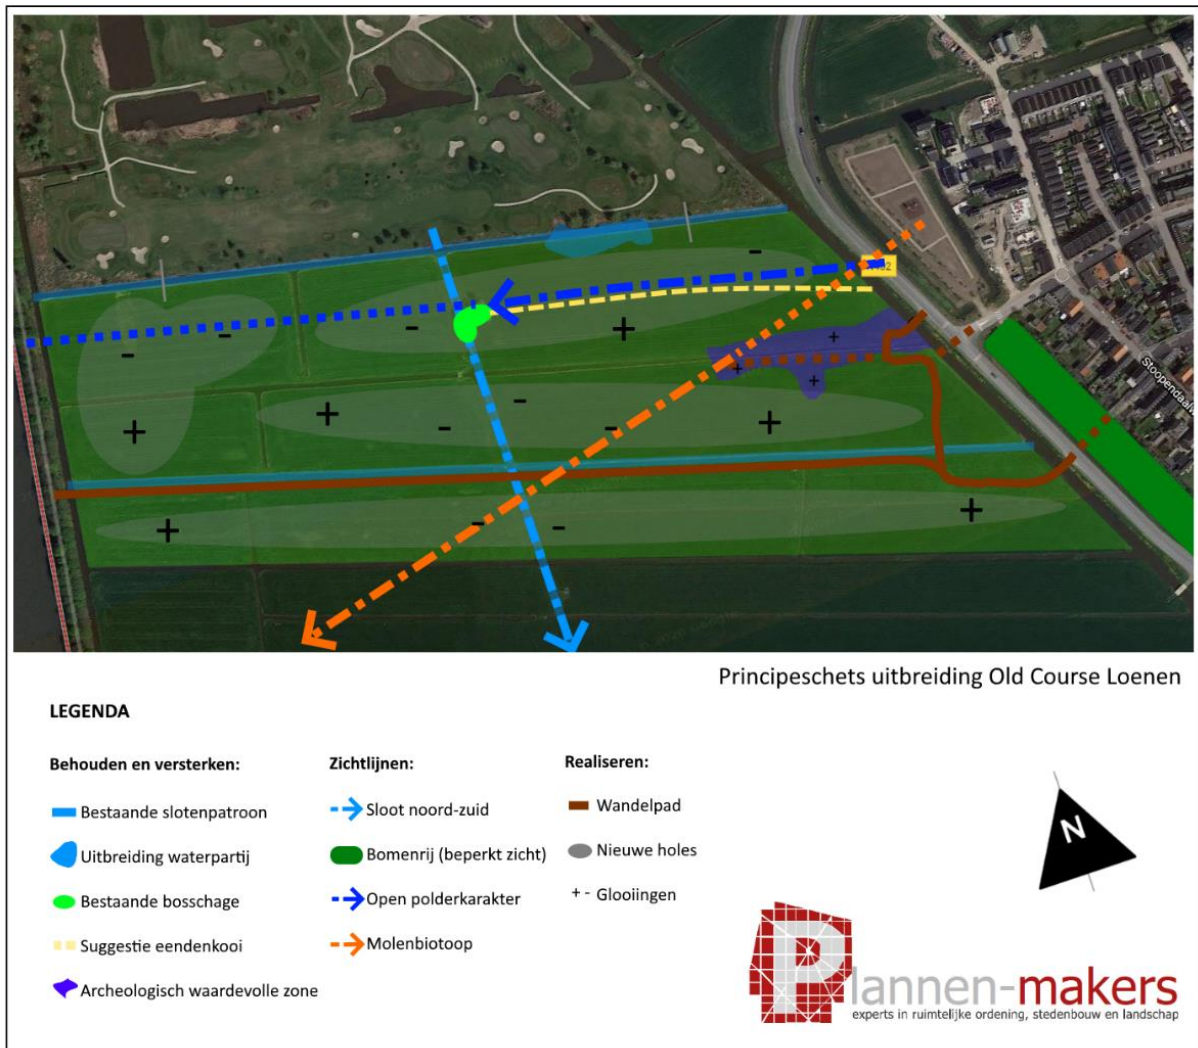 Stoopendaal
Principeschets uitbreiding Old Course Loenen
LEGENDA
Behouden en versterken:
Bestaande slotenpatroon
Uitbreiding waterpartij
Bestaande bosschage
Suggestie eendenkooi
Archeologisch waardevolle zone
Zichtlijnen:
Sloot noord-zuid
Bomenrij (beperkt zicht)
Open polderkarakter
Molenbiotoop
Realiseren:
Wandelpad
Nieuwe holes
+ - Glooiingen
N
Plannen-makers
experts in ruimtelijke ordening, stedenbouw en landschap